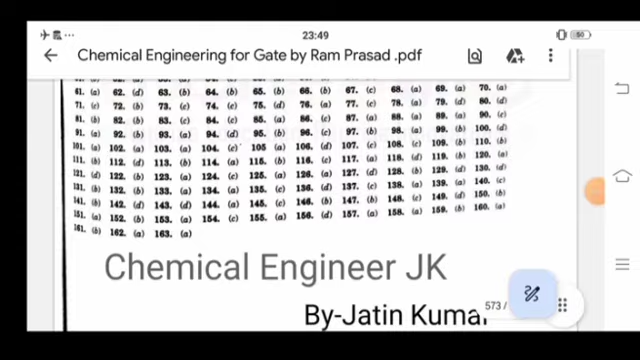 23:49
50
Chemical Engineering for Gate by Ram Prasad .pdf
61. (a) 62. (d) 63. (b) 64. (b) 65. (b) 66. (b) 67. (c) 68. (a) 69. (a) 70. (a)
71. (c) 72. (b) 73. (c) 74. (c) 75. (d) 76. (a) 77. (c) 78. (a) 79. (d) 80. (d)
81. (b) 82. (b) 83. (c) 84. (c) 85. (a) 86. (c) 87. (a) 88. (a) 89. (a) 90. (c)
91. (a) 92. (b) 93. (a) 94. (d) 95. (b) 96. (c) 97. (b) 98. (a) 99. (b) 100. (d)
101. (a) 102. (a) 103. (a) 104. (c) 105 (a) 106. (d) 107. (c) 108. (c) 109. (b) 110. (b)
111. (b) 112. (d) 113. (b) 114. (a) 115. (b) 116. (c) 117. (a) 118. (d) 119. (b) 120. (a)
121. (d) 122. (b) 123. (a) 124. (c) 125. (a) 126. (a) 127. (d) 128. (b) 129. (d) 130. (d)
131. (b) 132. (b) 133. (a) 134. (a) 135. (c) 136. (d) 137. (c) 138. (a) 139. (a) 140. (c)
141. (b) 142. (d) 143. (d) 144. (a) 145. (c) 146. (b) 147. (b) 148. (c) 149. (d) 150. (b)
151. (a) 152. (b) 153. (a) 154. (c) 155. (a) 156. (d) 157. (a) 158. (a) 159. (b) 160. (a)
161. (b) 162. (a) 163. (a)
Chemical Engineer JK
573 /
By-Jatin Kumar